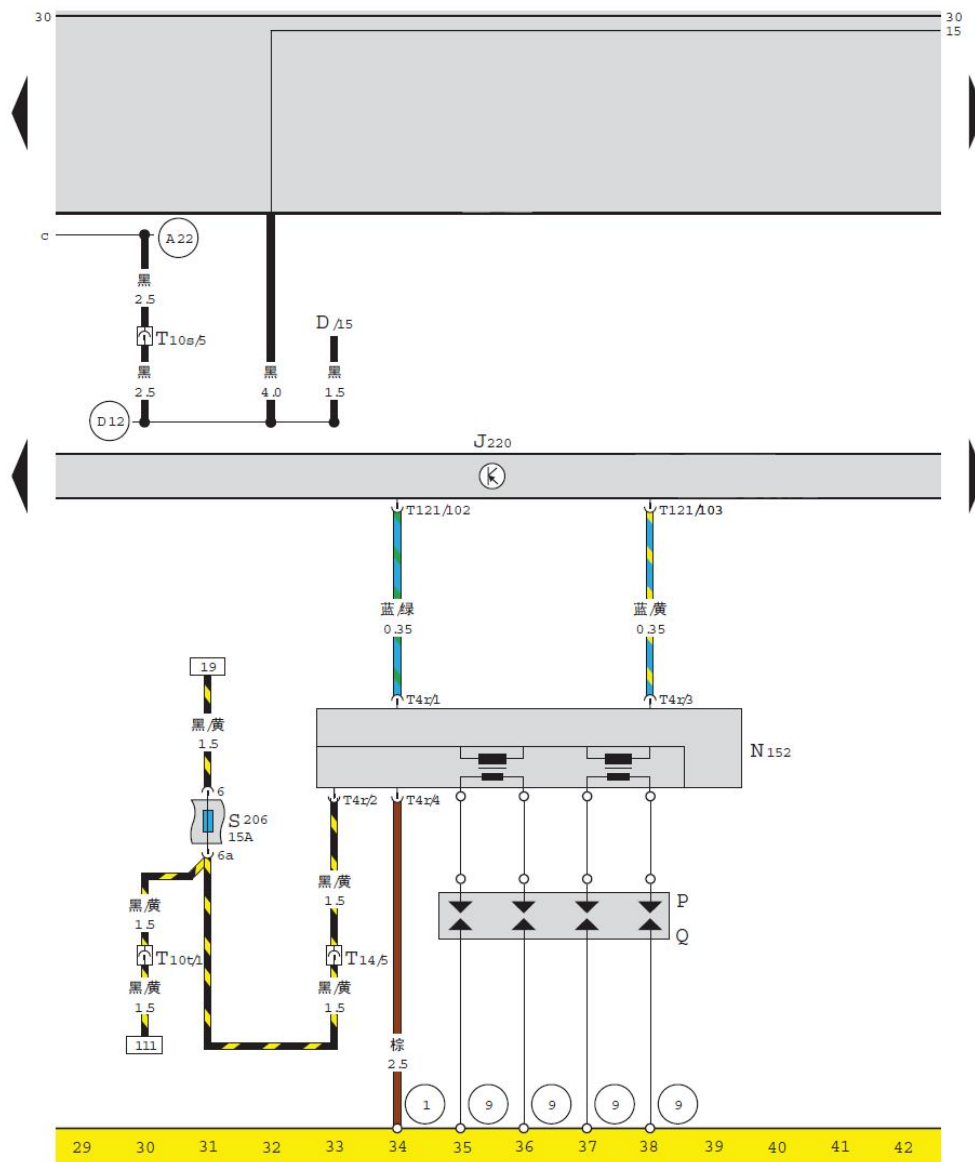 30 30
15
c A22
黑
2.5
T10s/5
D/15
黑 黑 黑
2.5 4.0 1.5
D12
J220
T121/102 T121/103
蓝/绿 蓝/黄
0.35 0.35
19
T4r/1 T4r/3
黑/黄
1.5
N152
6 T4r/2 T4r/4
S206
15A
6a
黑/黄 黑/黄
1.5 1.5
P
Q
T10t/1 T14/5
黑/黄 黑/黄
1.5 1.5
111
棕
2.5
1 9 9 9 9
29 30 31 32 33 34 35 36 37 38 39 40 41 42